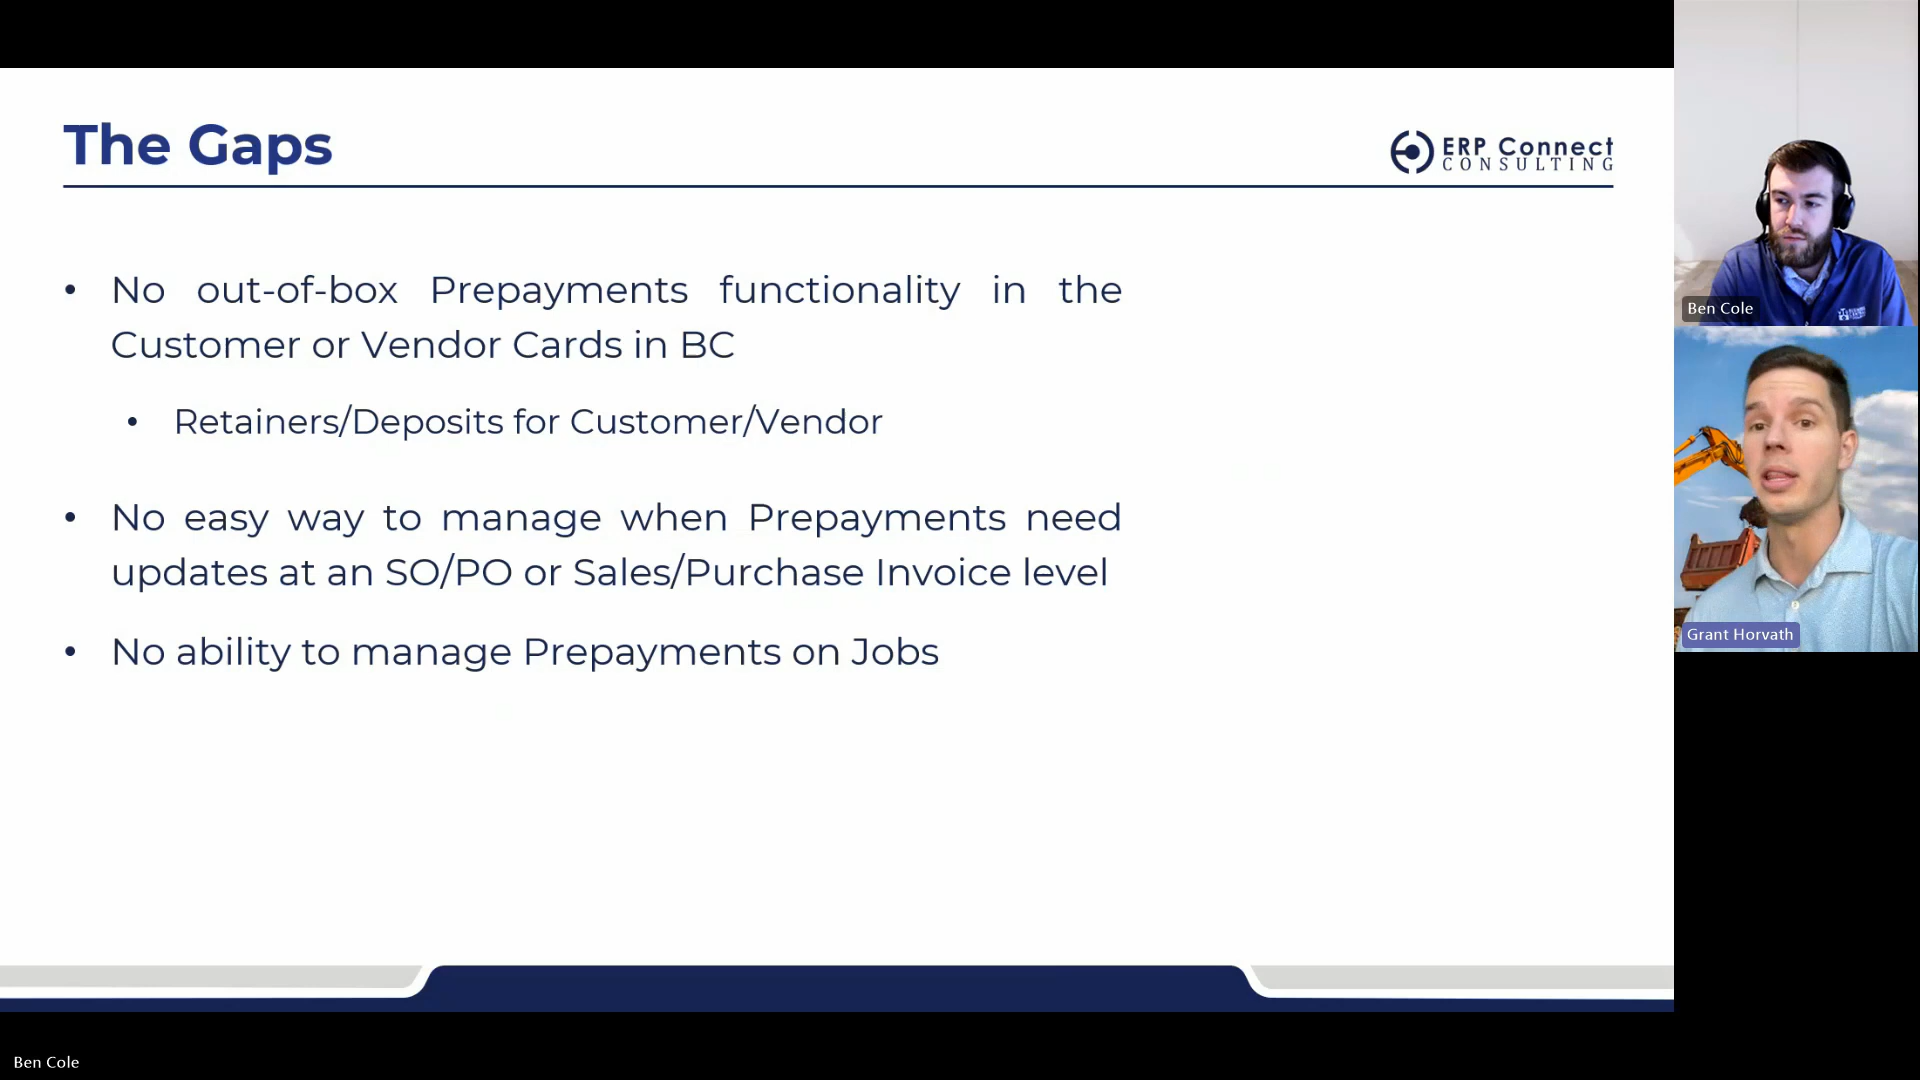 The Gaps
ERP Connect
CONSULTING
• No out-of-box Prepayments functionality in the
Customer or Vendor Cards in BC
• Retainers/Deposits for Customer/Vendor
• No easy way to manage when Prepayments need
updates at an SO/PO or Sales/Purchase Invoice level
• No ability to manage Prepayments on Jobs
Ben Cole
Grant Horvath
Ben Cole